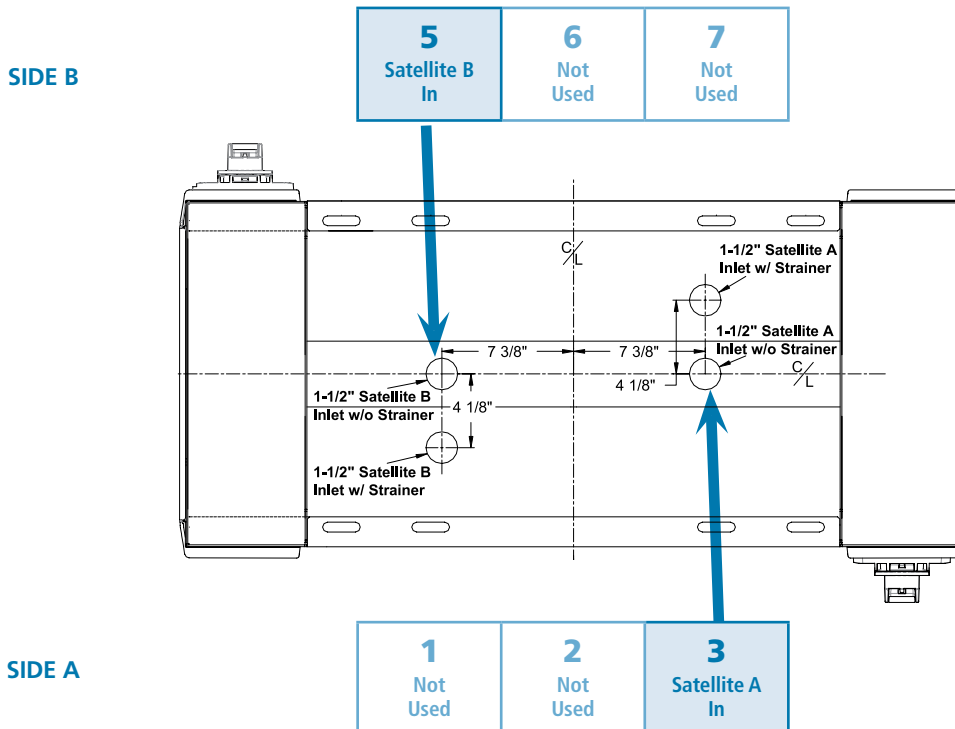 SIDE B
5
Satellite B
In
6
Not
Used
7
Not
Used
C/L
1-1/2" Satellite A
Inlet w/ Strainer
1-1/2" Satellite A
Inlet w/o Strainer
7 3/8"
7 3/8"
C/L
4 1/8"
1-1/2" Satellite B
Inlet w/o Strainer
4 1/8"
1-1/2" Satellite B
Inlet w/ Strainer
SIDE A
1
Not
Used
2
Not
Used
3
Satellite A
In